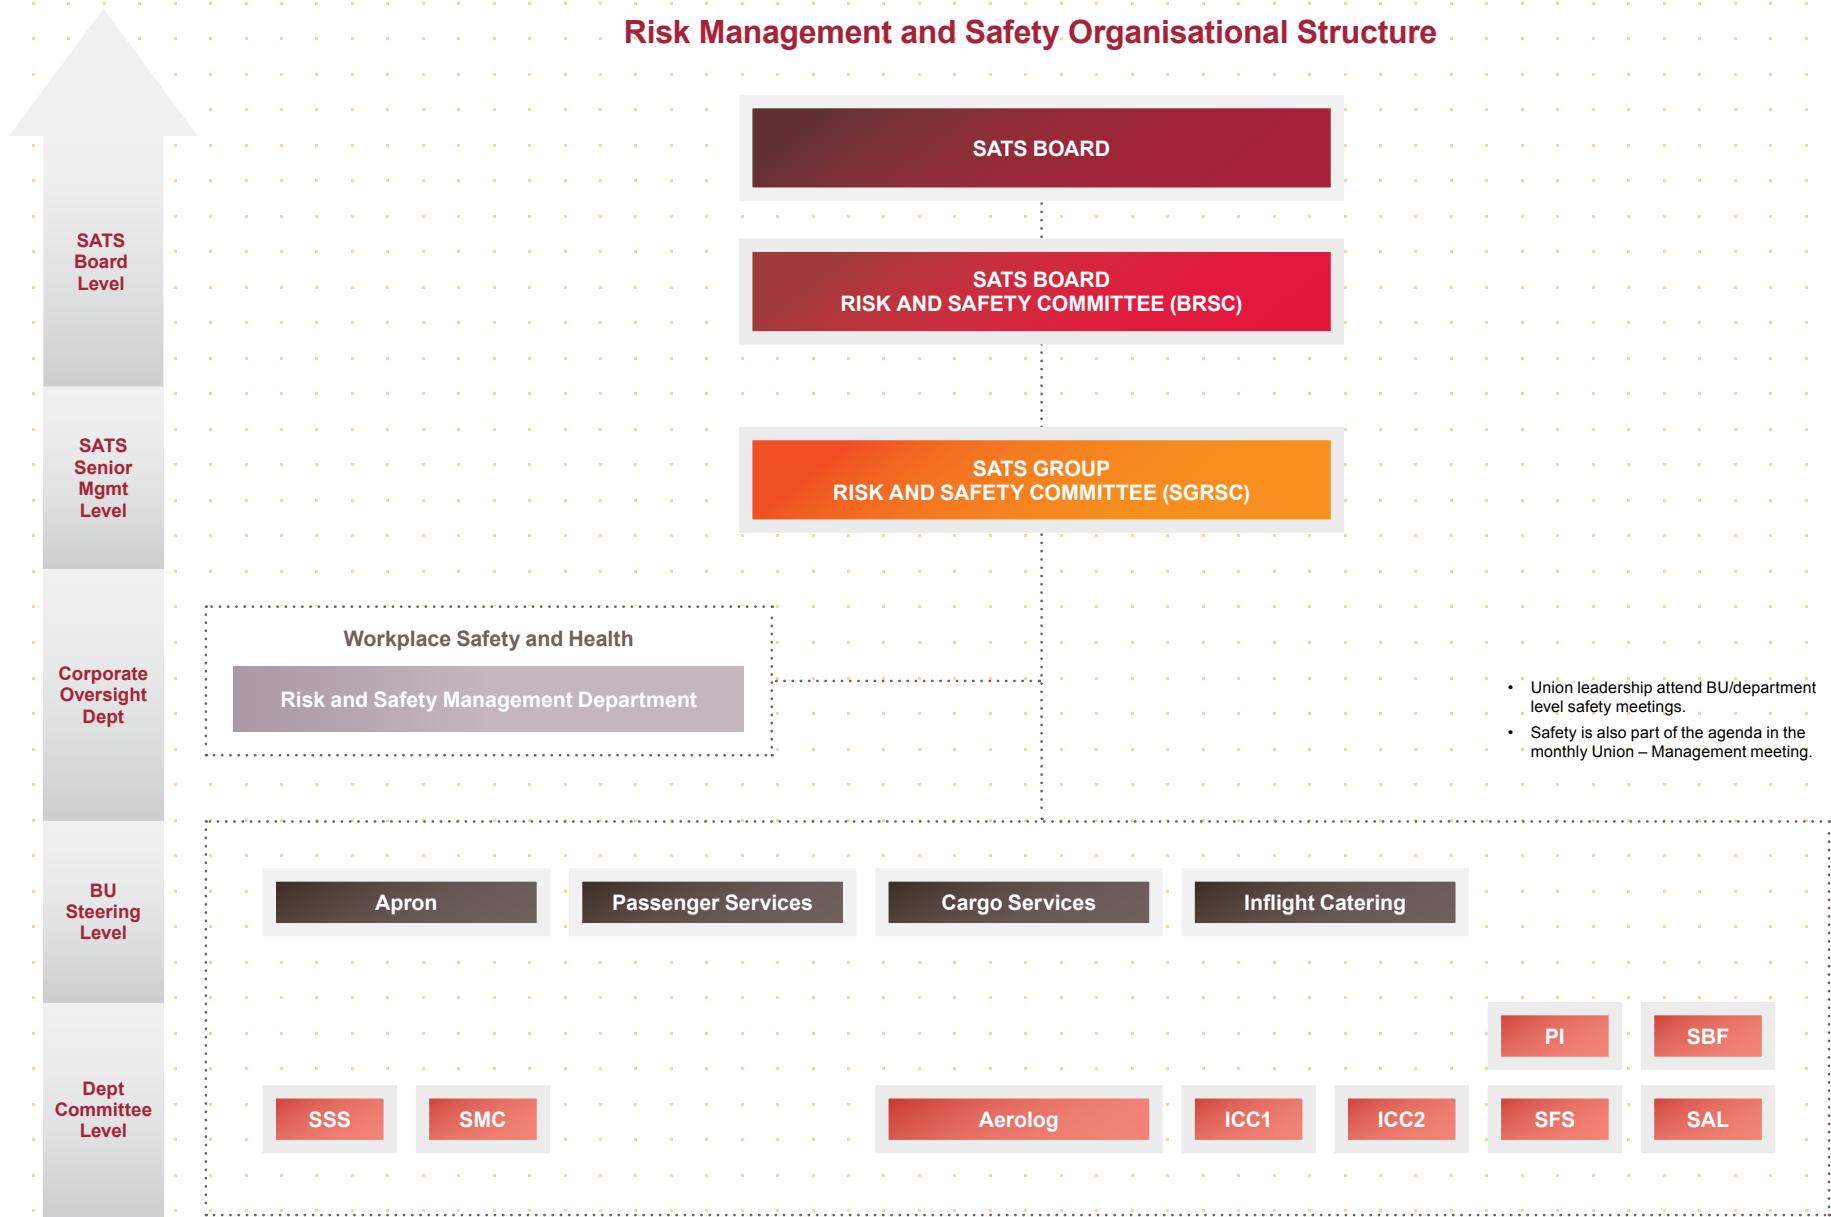 Risk Management and Safety Organisational Structure
SATS BOARD
SATS
Board
Level
SATS BOARD
RISK AND SAFETY COMMITTEE (BRSC)
SATS
Senior
Mgmt
Level
SATS GROUP
RISK AND SAFETY COMMITTEE (SGRSC)
Corporate
Oversight
Dept
Workplace Safety and Health
Risk and Safety Management Department
• Union leadership attend BU/department
level safety meetings.
• Safety is also part of the agenda in the
monthly Union – Management meeting.
BU
Steering
Level
Apron
Passenger Services
Cargo Services
Inflight Catering
Dept
Committee
Level
PI
SBF
SSS
SMC
Aerolog
ICC1
ICC2
SFS
SAL